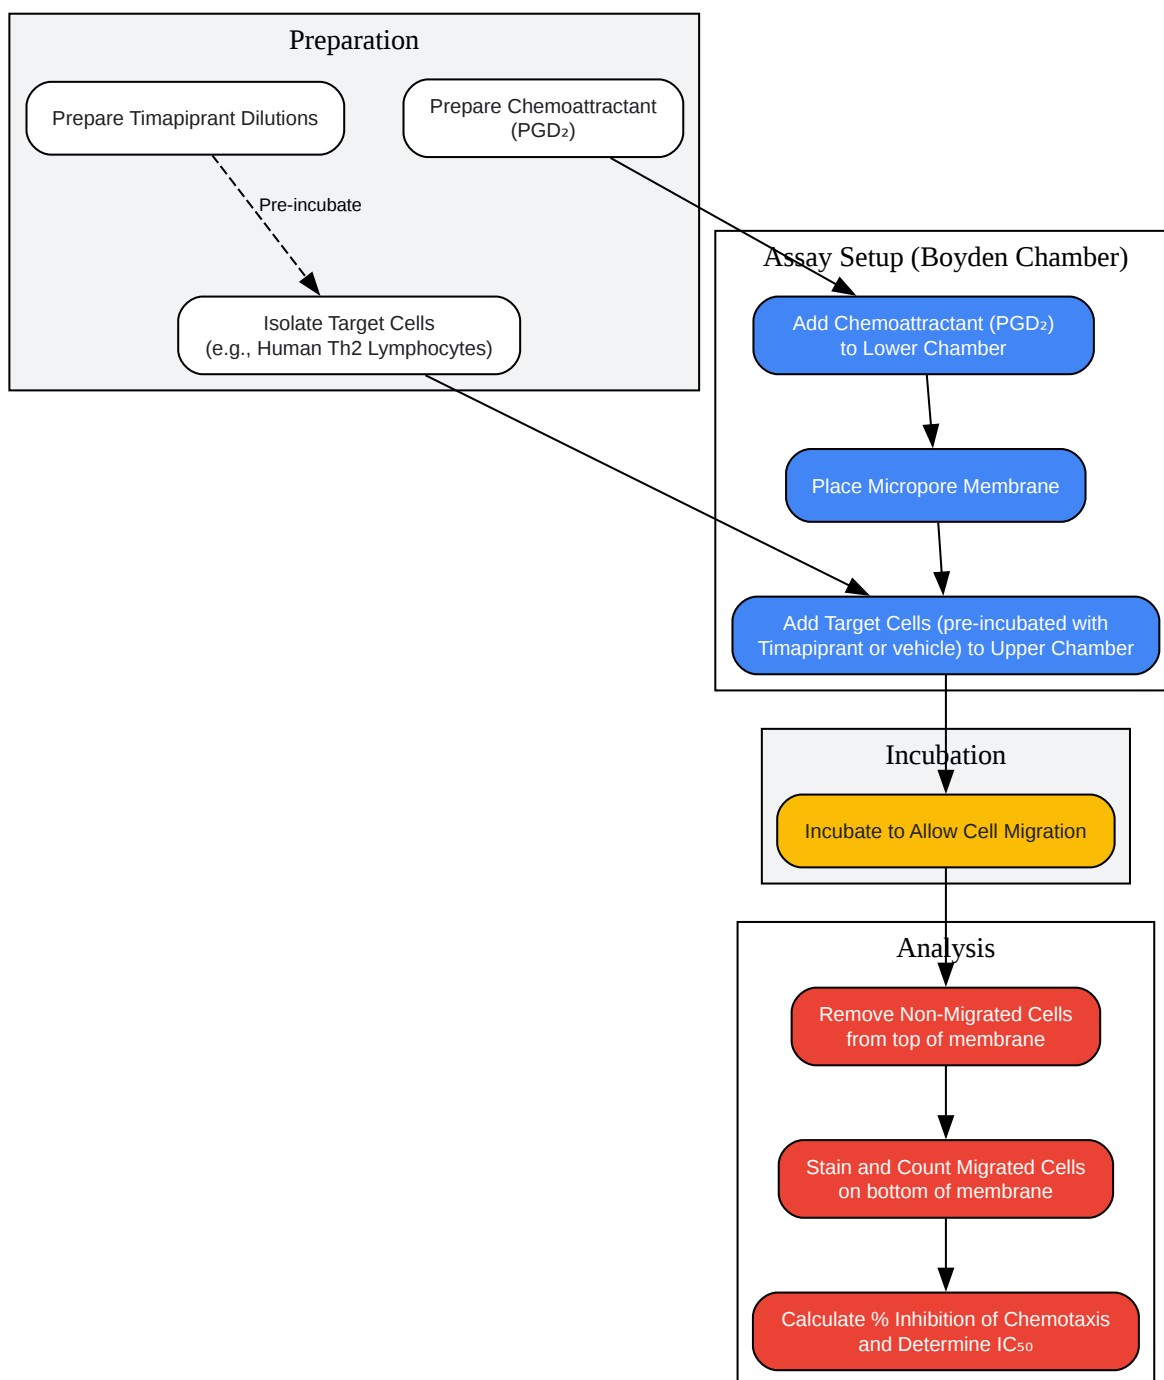 Preparation
Prepare Timapiprant Dilutions
Prepare Chemoattractant
(PGD₂)
Pre-incubate
Isolate Target Cells
(e.g., Human Th2 Lymphocytes)
Assay Setup (Boyden Chamber)
Add Chemoattractant (PGD₂)
to Lower Chamber
Place Micropore Membrane
Add Target Cells (pre-incubated with
Timapiprant or vehicle) to Upper Chamber
Incubation
Incubate to Allow Cell Migration
Analysis
Remove Non-Migrated Cells
from top of membrane
Stain and Count Migrated Cells
on bottom of membrane
Calculate % Inhibition of Chemotaxis
and Determine IC₅₀